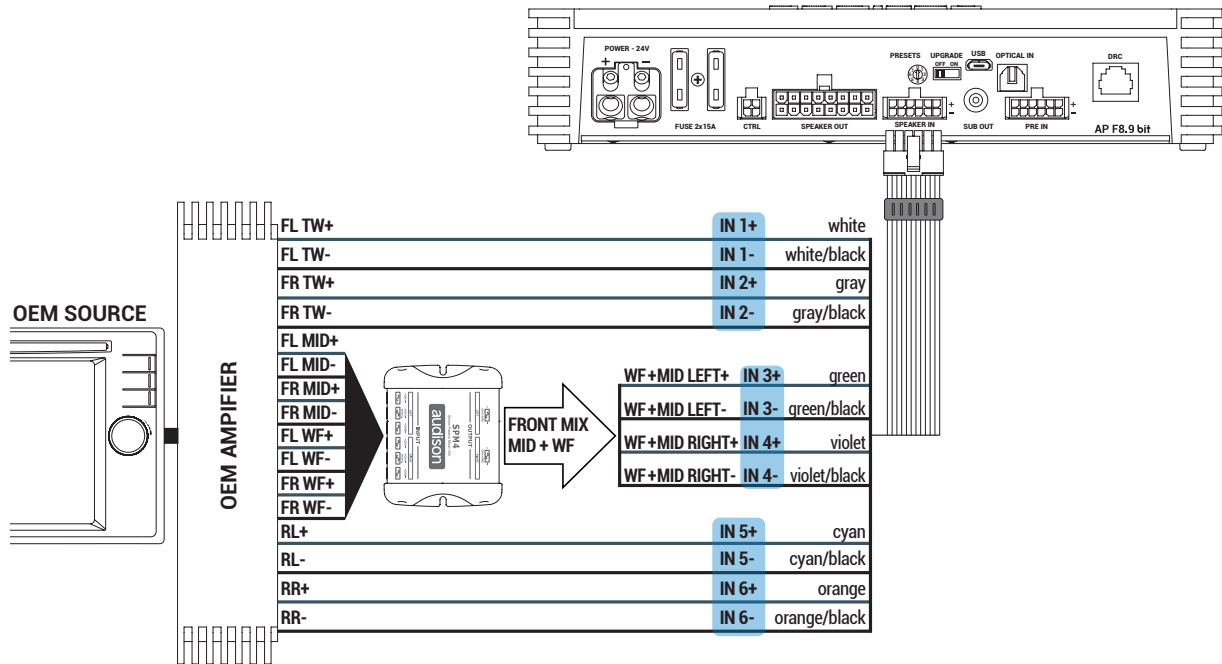 POWER - 24V
+ -
PRESETS UPGRADE USB OPTICAL IN DRC
OFF ON
+
-
+
-
FUSE 2x15A CTRL SPEAKER OUT SPEAKER IN SUB OUT PRE IN AP F8.9 bit
FL TW+ IN 1+ white
FL TW- IN 1- white/black
FR TW+ IN 2+ gray
FR TW- IN 2- gray/black
OEM SOURCE
OEM AMPIFIER
FL MID+
FL MID-
FR MID+
FR MID-
FL WF+
FL WF-
FR WF+
FR WF-
audison
SPM4
INPUT
OUTPUT
FRONT MIX
MID + WF
WF+MID LEFT+ IN 3+ green
WF+MID LEFT- IN 3- green/black
WF+MID RIGHT+ IN 4+ violet
WF+MID RIGHT- IN 4- violet/black
RL+ IN 5+ cyan
RL- IN 5- cyan/black
RR+ IN 6+ orange
RR- IN 6- orange/black